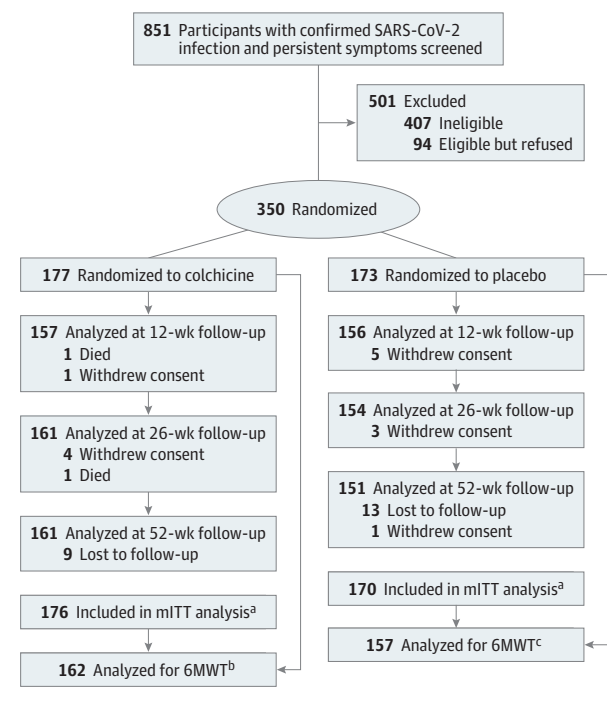 851 Participants with confirmed SARS-CoV-2
infection and persistent symptoms screened
501 Excluded
407 Ineligible
94 Eligible but refused
350 Randomized
177 Randomized to colchicine
157 Analyzed at 12-wk follow-up
1 Died
1 Withdrew consent
161 Analyzed at 26-wk follow-up
4 Withdrew consent
1 Died
161 Analyzed at 52-wk follow-up
9 Lost to follow-up
176 Included in mITT analysisᵃ
162 Analyzed for 6MWTᵇ
173 Randomized to placebo
156 Analyzed at 12-wk follow-up
5 Withdrew consent
154 Analyzed at 26-wk follow-up
3 Withdrew consent
151 Analyzed at 52-wk follow-up
13 Lost to follow-up
1 Withdrew consent
170 Included in mITT analysisᵃ
157 Analyzed for 6MWTᶜ